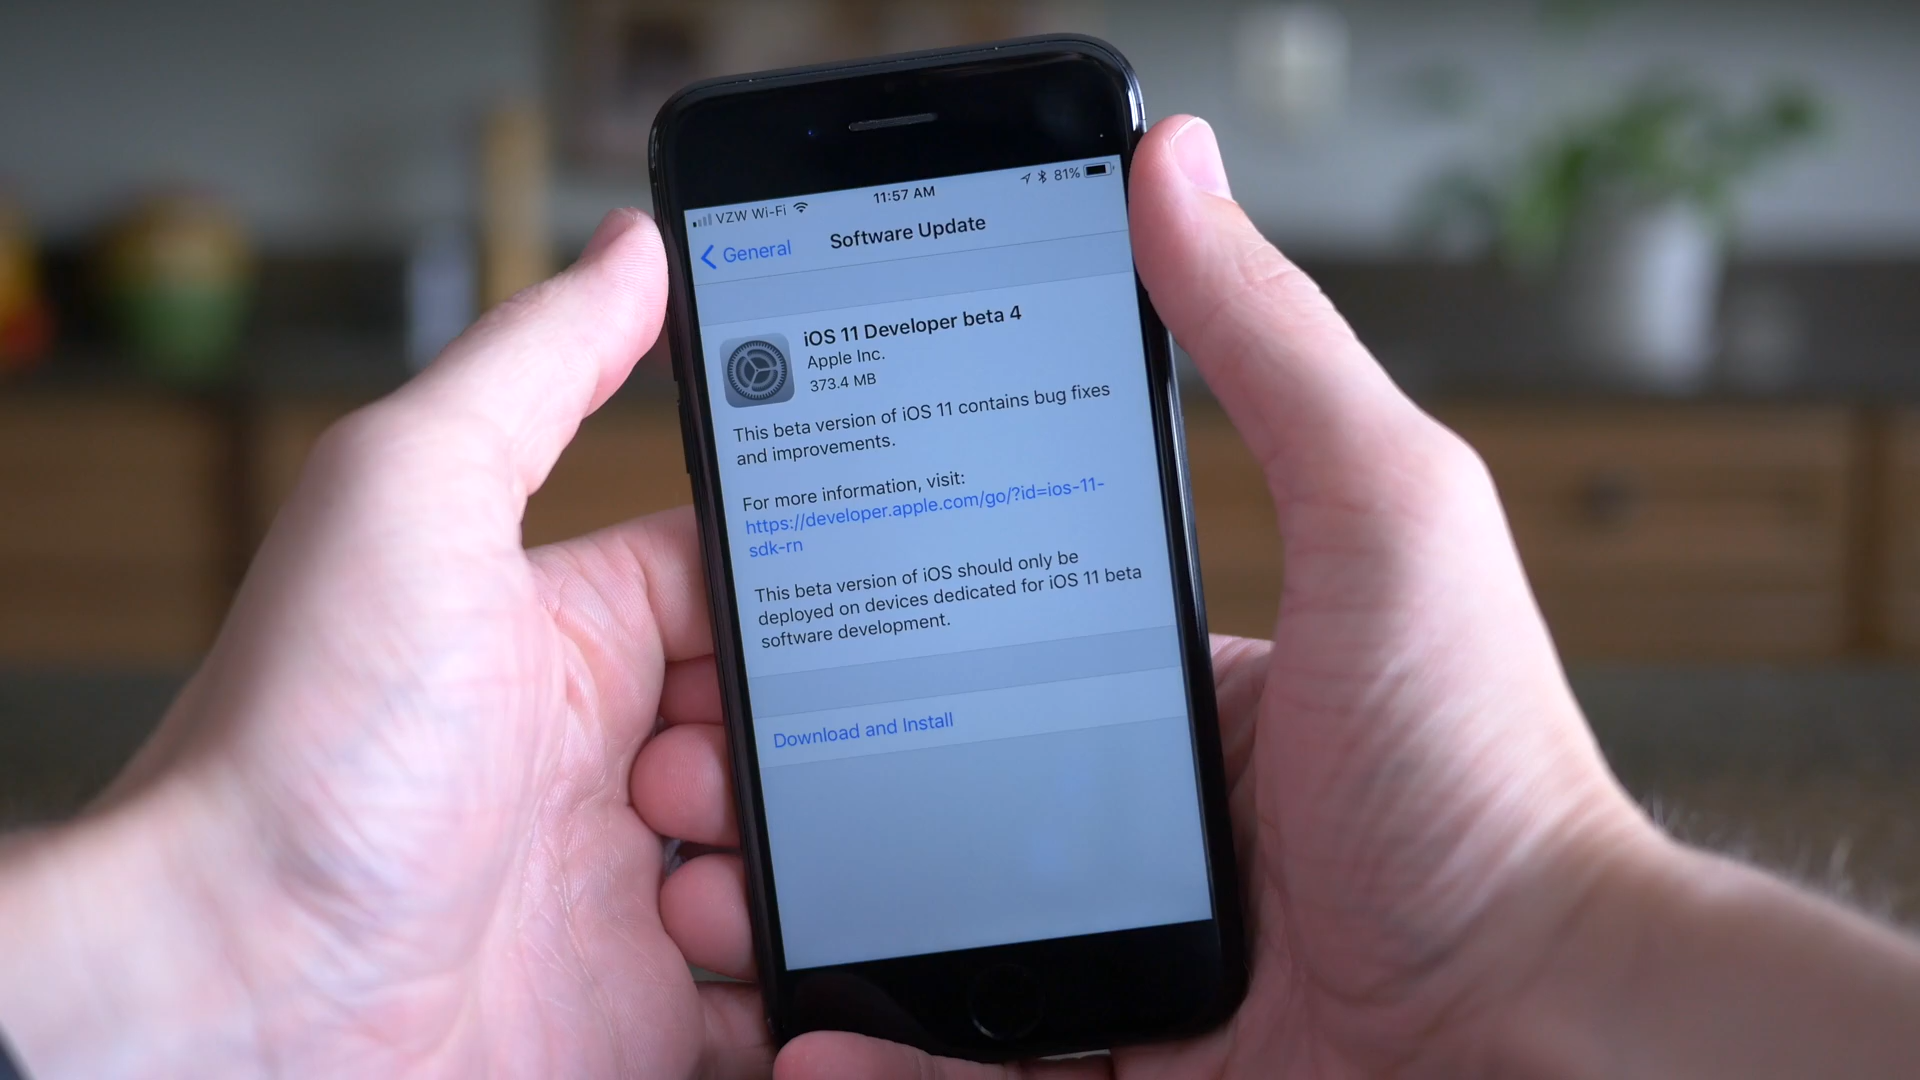 VZW Wi-Fi 11:57 AM 81%
General Software Update
iOS 11 Developer beta 4
Apple Inc.
373.4 MB
This beta version of iOS 11 contains bug fixes
and improvements.
For more information, visit:
https://developer.apple.com/go/?id=ios-11-
sdk-rn
This beta version of iOS should only be
deployed on devices dedicated for iOS 11 beta
software development.
Download and Install